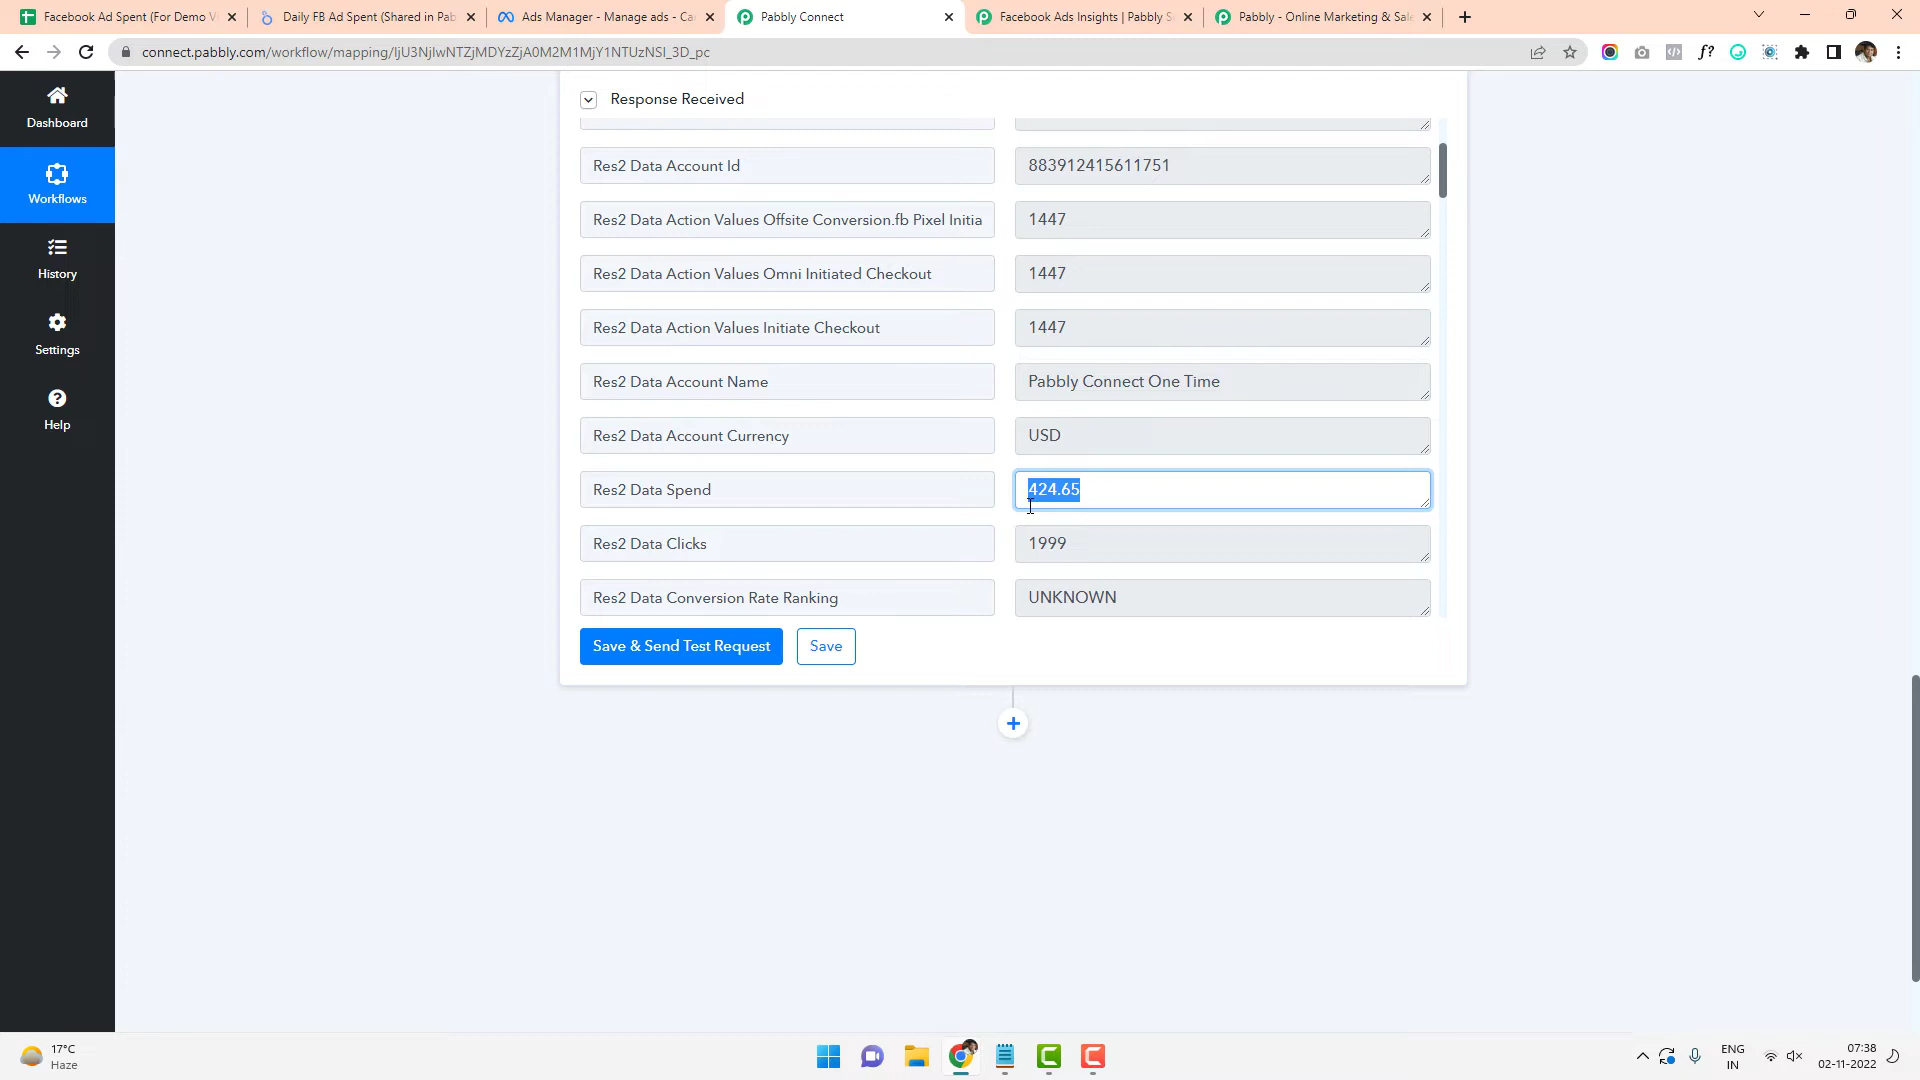 Facebook Ad Spent (For Demo V
Daily FB Ad Spent (Shared in Pab
Ads Manager - Manage ads - Ca
Pabbly Connect
Facebook Ads Insights | Pabbly S
Pabbly - Online Marketing & Sale
connect.pabbly.com/workflow/mapping/IjU3NjIwNTZjMDYzZjA0M2M1MjY1NTUzNSI_3D_pc
Dashboard
Workflows
History
Settings
Help
Response Received
Res2 Data Account Id
883912415611751
Res2 Data Action Values Offsite Conversion.fb Pixel Initia
1447
Res2 Data Action Values Omni Initiated Checkout
1447
Res2 Data Action Values Initiate Checkout
1447
Res2 Data Account Name
Pabbly Connect One Time
Res2 Data Account Currency
USD
Res2 Data Spend
424.65
Res2 Data Clicks
1999
Res2 Data Conversion Rate Ranking
UNKNOWN
Save & Send Test Request
Save
17°C
Haze
ENG
IN
07:38
02-11-2022